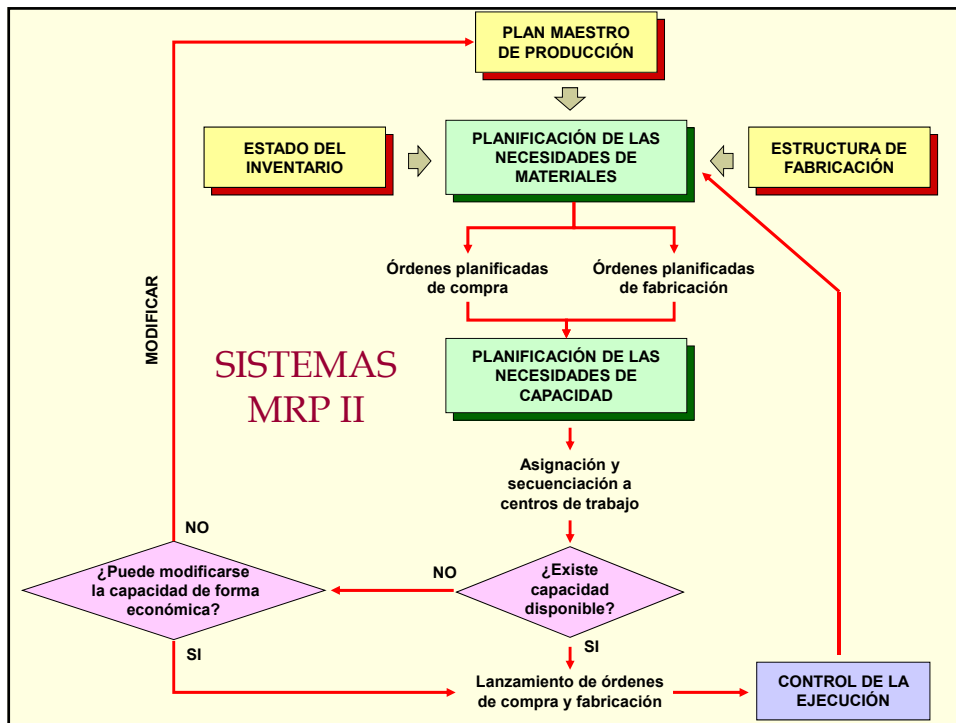 PLAN MAESTRO
DE PRODUCCIÓN
ESTADO DEL
INVENTARIO
PLANIFICACIÓN DE LAS
NECESIDADES DE
MATERIALES
ESTRUCTURA DE
FABRICACIÓN
Órdenes planificadas
de compra
Órdenes planificadas
de fabricación
MODIFICAR
SISTEMAS
MRP II
PLANIFICACIÓN DE LAS
NECESIDADES DE
CAPACIDAD
Asignación y
secuenciación a
centros de trabajo
NO
¿Puede modificarse
la capacidad de forma
económica?
NO
¿Existe
capacidad
disponible?
SI
SI
Lanzamiento de órdenes
de compra y fabricación
CONTROL DE LA
EJECUCIÓN